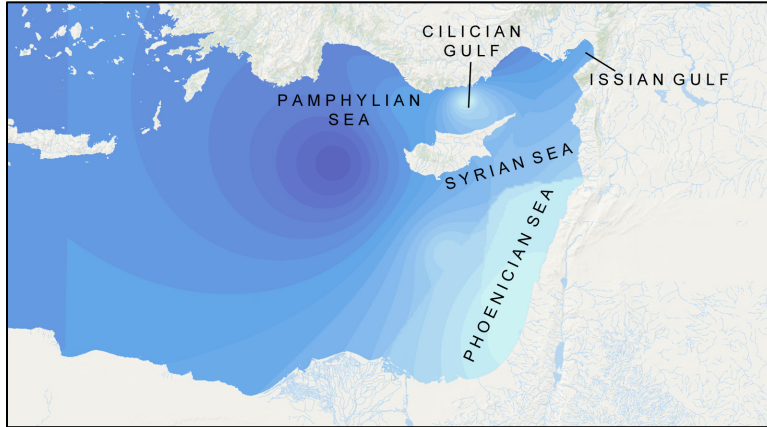 CILICIAN
GULF
ISSIAN GULF
PAMPHYLIAN
SEA
SYRIAN SEA
PHOENICIAN SEA